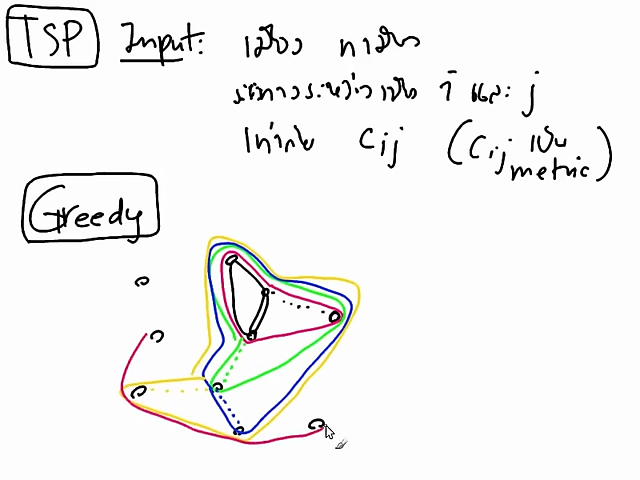 TSP Input: เมือง n เมือง
ระยะทางระหว่างเมือง i และ j
เท่ากับ Cij (Cij เป็น metric)
Greedy